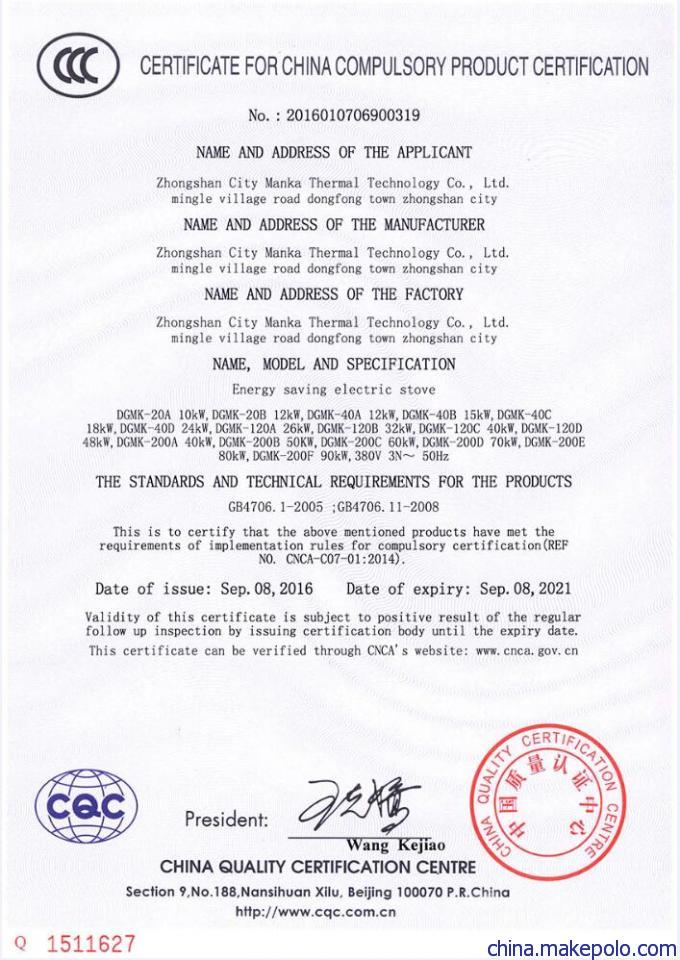 CCC
CERTIFICATE FOR CHINA COMPULSORY PRODUCT CERTIFICATION
No. : 2016010706900319
NAME AND ADDRESS OF THE APPLICANT
Zhongshan City Manka Thermal Technology Co., Ltd.
mingle village road dongfong town zhongshan city
NAME AND ADDRESS OF THE MANUFACTURER
Zhongshan City Manka Thermal Technology Co., Ltd.
mingle village road dongfong town zhongshan city
NAME AND ADDRESS OF THE FACTORY
Zhongshan City Manka Thermal Technology Co., Ltd.
mingle village road dongfong town zhongshan city
NAME, MODEL AND SPECIFICATION
Energy saving electric stove
DGMK-20A 10kW, DGMK-20B 12kW, DGMK-40A 12kW, DGMK-40B 15kW, DGMK-40C
18kW, DGMK-40D 24kW, DGMK-120A 26kW, DGMK-120B 32kW, DGMK-120C 40kW, DGMK-120D
48kW, DGMK-200A 40kW, DGMK-200B 50KW, DGMK-200C 60kW, DGMK-200D 70kW, DGMK-200E
80kW, DGMK-200F 90kW, 380V 3N～ 50Hz
THE STANDARDS AND TECHNICAL REQUIREMENTS FOR THE PRODUCTS
GB4706.1-2005 ;GB4706.11-2008
This is to certify that the above mentioned products have met the
requirements of implementation rules for compulsory certification(REF
NO. CNCA-C07-01:2014).
Date of issue: Sep. 08, 2016 Date of expiry: Sep. 08, 2021
Validity of this certificate is subject to positive result of the regular
follow up inspection by issuing certification body until the expiry date.
This certificate can be verified through CNCA's website: www.cnca.gov.cn
CQC
President:
王克娇
Wang Kejiao
CHINA QUALITY CERTIFICATION CENTRE
中国质量认证中心
CHINA QUALITY CERTIFICATION CENTRE
Section 9,No.188,Nansihuan Xilu, Beijing 100070 P.R.China
http://www.cqc.com.cn
Q 1511627
china.makepolo.com